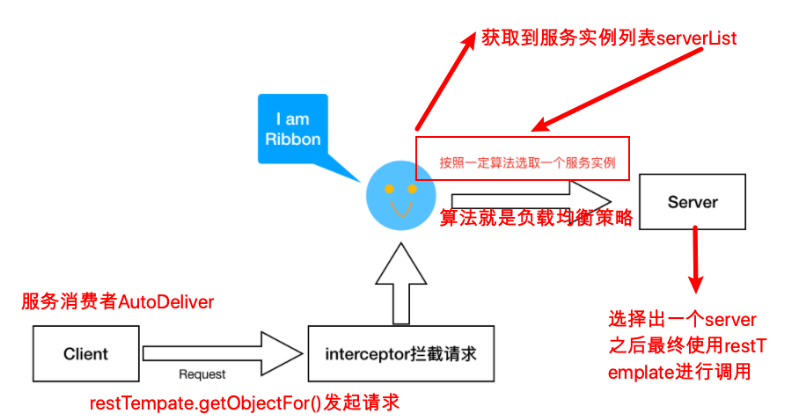 获取到服务实例列表serverList
I am
Ribbon
按照一定算法选取一个服务实例
算法就是负载均衡策略
Server
服务消费者AutoDeliver
选择出一个server
之后最终使用restT
emplate进行调用
Client
Request
interceptor拦截请求
restTempate.getObjectFor()发起请求